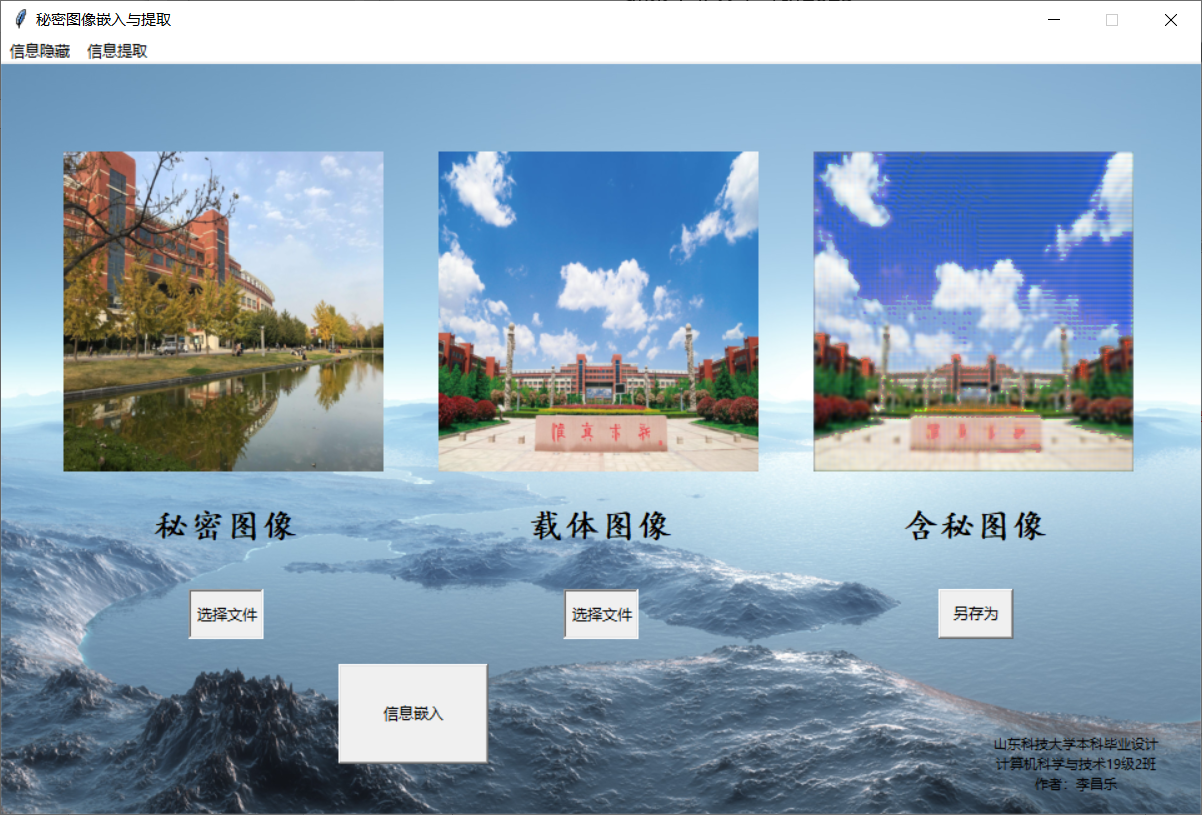 秘密图像嵌入与提取
信息隐藏 信息提取
秘密图像
载体图像
含秘图像
选择文件
选择文件
另存为
信息嵌入
山东科技大学本科毕业设计
计算机科学与技术19级2班
作者：李昌乐